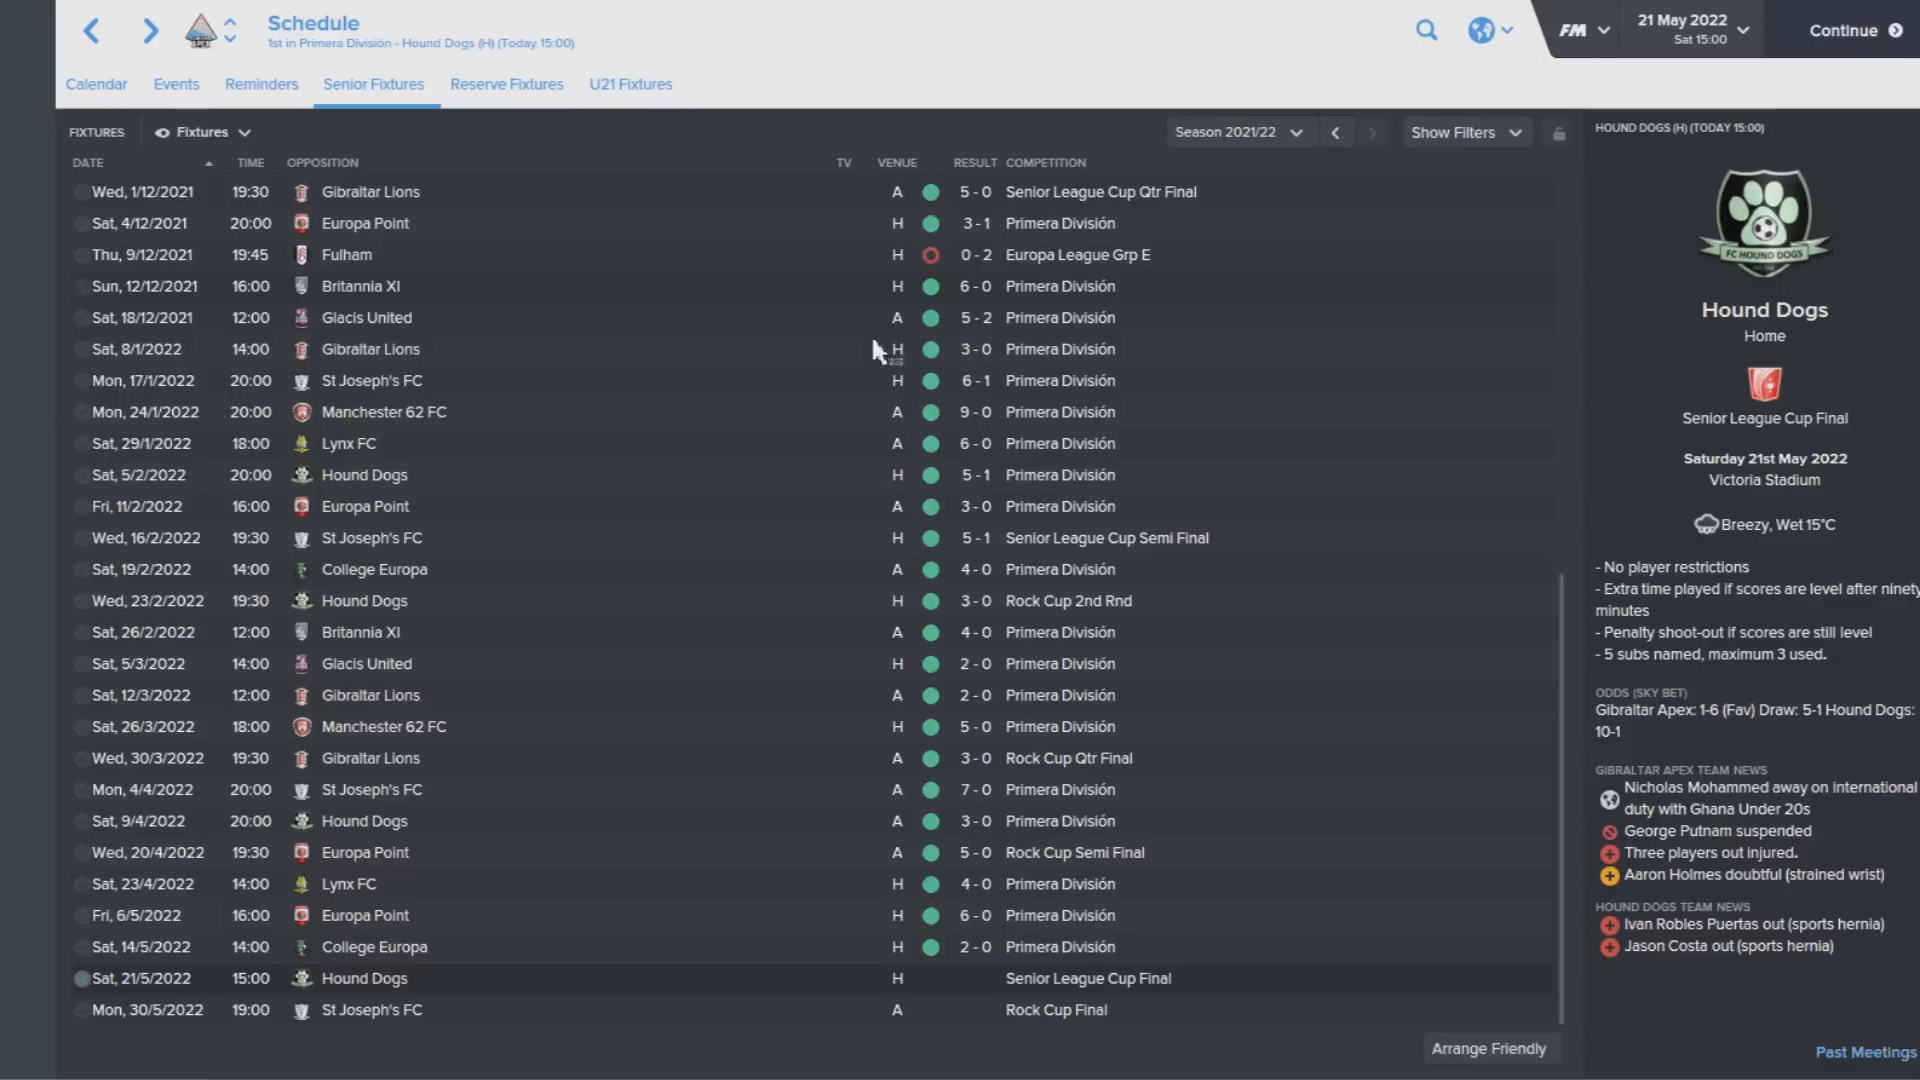 Schedule
1st in Primera División - Hound Dogs (H) (Today 15:00)
FM
21 May 2022
Sat 15:00
Continue
Calendar Events Reminders Senior Fixtures Reserve Fixtures U21 Fixtures
FIXTURES Fixtures Season 2021/22 Show Filters
DATE TIME OPPOSITION TV VENUE RESULT COMPETITION
Wed, 1/12/2021 19:30 Gibraltar Lions A 5 - 0 Senior League Cup Qtr Final
Sat, 4/12/2021 20:00 Europa Point H 3 - 1 Primera División
Thu, 9/12/2021 19:45 Fulham H 0 - 2 Europa League Grp E
Sun, 12/12/2021 16:00 Britannia XI H 6 - 0 Primera División
Sat, 18/12/2021 12:00 Glacis United A 5 - 2 Primera División
Sat, 8/1/2022 14:00 Gibraltar Lions H 3 - 0 Primera División
Mon, 17/1/2022 20:00 St Joseph's FC H 6 - 1 Primera División
Mon, 24/1/2022 20:00 Manchester 62 FC A 9 - 0 Primera División
Sat, 29/1/2022 18:00 Lynx FC A 6 - 0 Primera División
Sat, 5/2/2022 20:00 Hound Dogs H 5 - 1 Primera División
Fri, 11/2/2022 16:00 Europa Point A 3 - 0 Primera División
Wed, 16/2/2022 19:30 St Joseph's FC H 5 - 1 Senior League Cup Semi Final
Sat, 19/2/2022 14:00 College Europa A 4 - 0 Primera División
Wed, 23/2/2022 19:30 Hound Dogs H 3 - 0 Rock Cup 2nd Rnd
Sat, 26/2/2022 12:00 Britannia XI A 4 - 0 Primera División
Sat, 5/3/2022 14:00 Glacis United H 2 - 0 Primera División
Sat, 12/3/2022 12:00 Gibraltar Lions A 2 - 0 Primera División
Sat, 26/3/2022 18:00 Manchester 62 FC H 5 - 0 Primera División
Wed, 30/3/2022 19:30 Gibraltar Lions A 3 - 0 Rock Cup Qtr Final
Mon, 4/4/2022 20:00 St Joseph's FC A 7 - 0 Primera División
Sat, 9/4/2022 20:00 Hound Dogs A 3 - 0 Primera División
Wed, 20/4/2022 19:30 Europa Point A 5 - 0 Rock Cup Semi Final
Sat, 23/4/2022 14:00 Lynx FC H 4 - 0 Primera División
Fri, 6/5/2022 16:00 Europa Point H 6 - 0 Primera División
Sat, 14/5/2022 14:00 College Europa H 2 - 0 Primera División
Sat, 21/5/2022 15:00 Hound Dogs H Senior League Cup Final
Mon, 30/5/2022 19:00 St Joseph's FC A Rock Cup Final
Arrange Friendly
HOUND DOGS (H) (TODAY 15:00)
FC HOUND DOGS
Hound Dogs
Home
Senior League Cup Final
Saturday 21st May 2022
Victoria Stadium
Breezy, Wet 15°C
- No player restrictions
- Extra time played if scores are level after ninety
minutes
- Penalty shoot-out if scores are still level
- 5 subs named, maximum 3 used.
ODDS (SKY BET)
Gibraltar Apex: 1-6 (Fav) Draw: 5-1 Hound Dogs:
10-1
GIBRALTAR APEX TEAM NEWS
Nicholas Mohammed away on international
duty with Ghana Under 20s
George Putnam suspended
Three players out injured.
Aaron Holmes doubtful (strained wrist)
HOUND DOGS TEAM NEWS
Ivan Robles Puertas out (sports hernia)
Jason Costa out (sports hernia)
Past Meetings